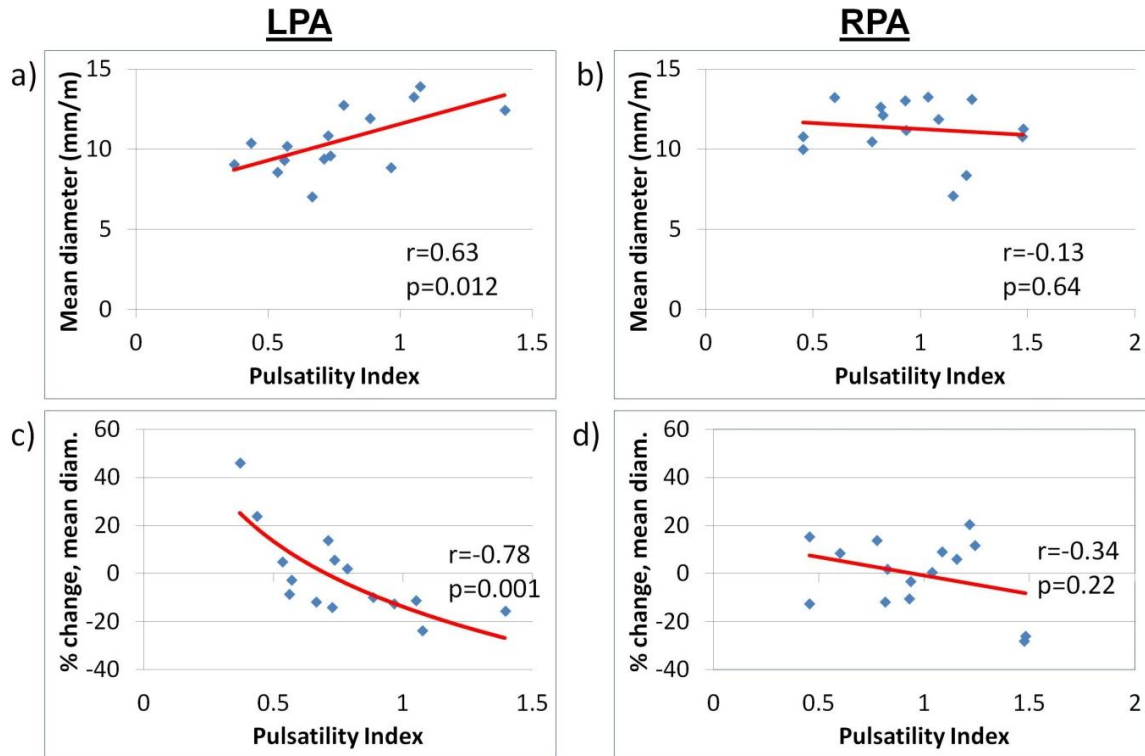 LPA
RPA
a)
Mean diameter (mm/m)
15
10
5
0
r=0.63
p=0.012
0
0.5
1
1.5
Pulsatility Index
b)
Mean diameter (mm/m)
15
10
5
0
r=-0.13
p=0.64
0
0.5
1
1.5
2
Pulsatility Index
c)
% change, mean diam.
60
40
20
0
-20
-40
r=-0.78
p=0.001
0
0.5
1
1.5
Pulsatility Index
d)
% change, mean diam.
60
40
20
0
-20
-40
r=-0.34
p=0.22
0
0.5
1
1.5
2
Pulsatility Index